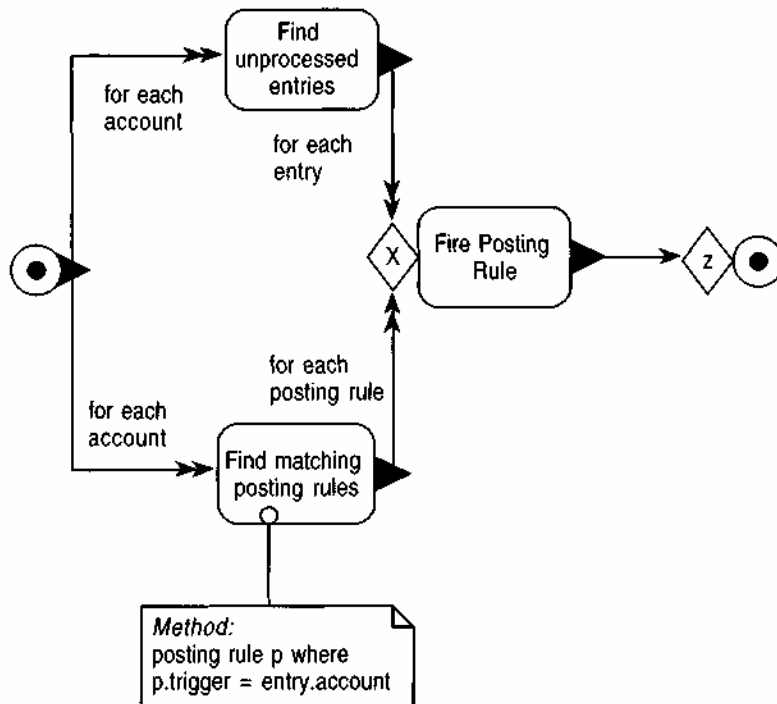 Find
unprocessed
entries
for each
account
for each
entry
X
Fire Posting
Rule
z
for each
posting rule
for each
account
Find matching
posting rules
Method:
posting rule p where
p.trigger = entry.account